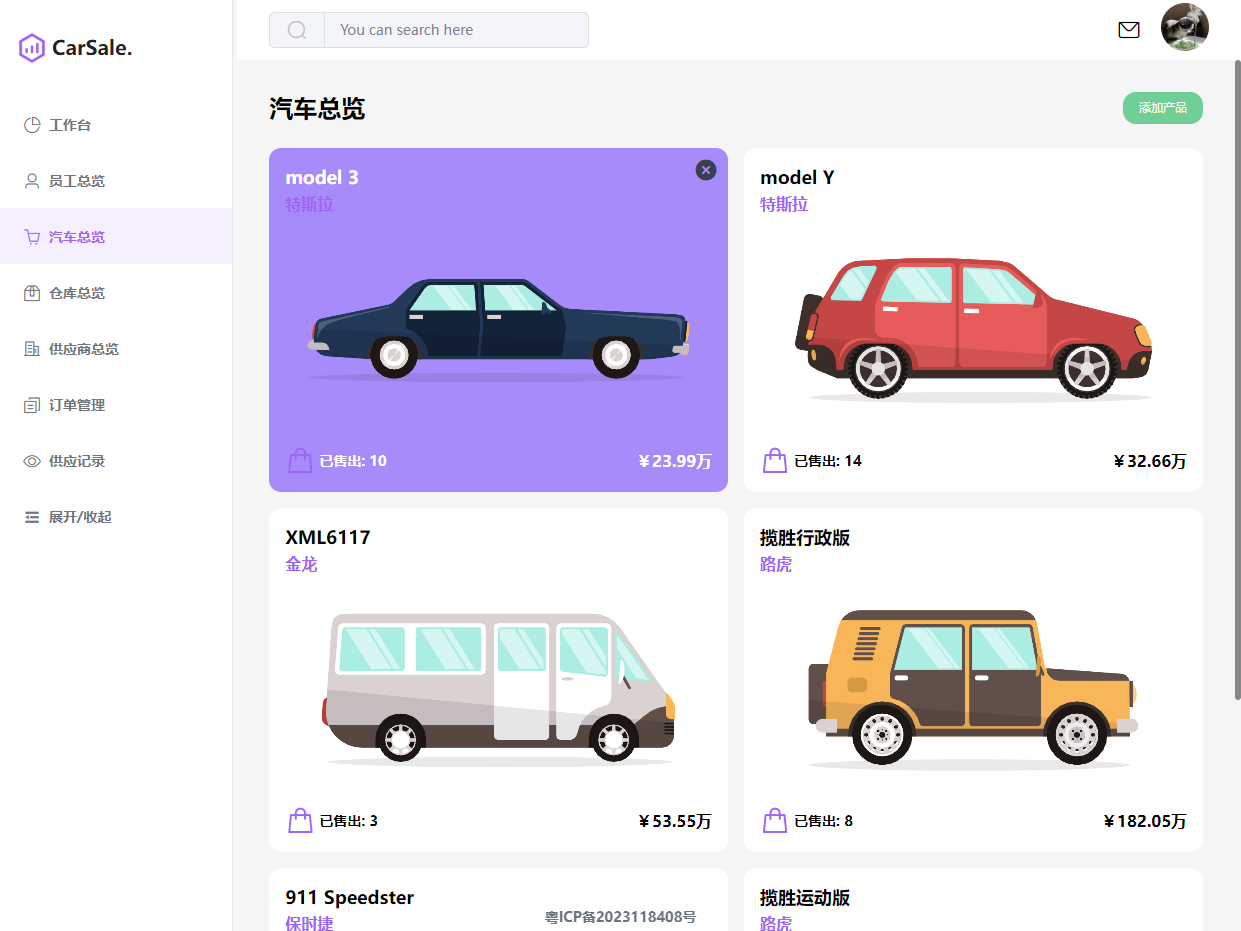 CarSale.
You can search here
工作台
员工总览
汽车总览
仓库总览
供应商总览
订单管理
供应记录
展开/收起
汽车总览
添加产品
model 3
特斯拉
已售出: 10
￥23.99万
model Y
特斯拉
已售出: 14
￥32.66万
XML6117
金龙
已售出: 3
￥53.55万
揽胜行政版
路虎
已售出: 8
￥182.05万
911 Speedster
保时捷
揽胜运动版
路虎
粤ICP备2023118408号